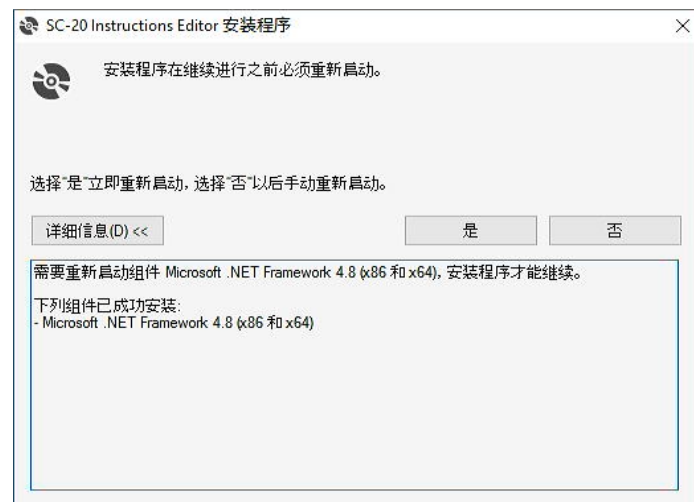 SC-20 Instructions Editor 安装程序
安装程序在继续进行之前必须重新启动。
选择"是"立即重新启动, 选择"否"以后手动重新启动。
详细信息(D) <<
是
否
需要重新启动组件 Microsoft .NET Framework 4.8 (x86 和 x64), 安装程序才能继续。
下列组件已成功安装:
- Microsoft .NET Framework 4.8 (x86 和 x64)